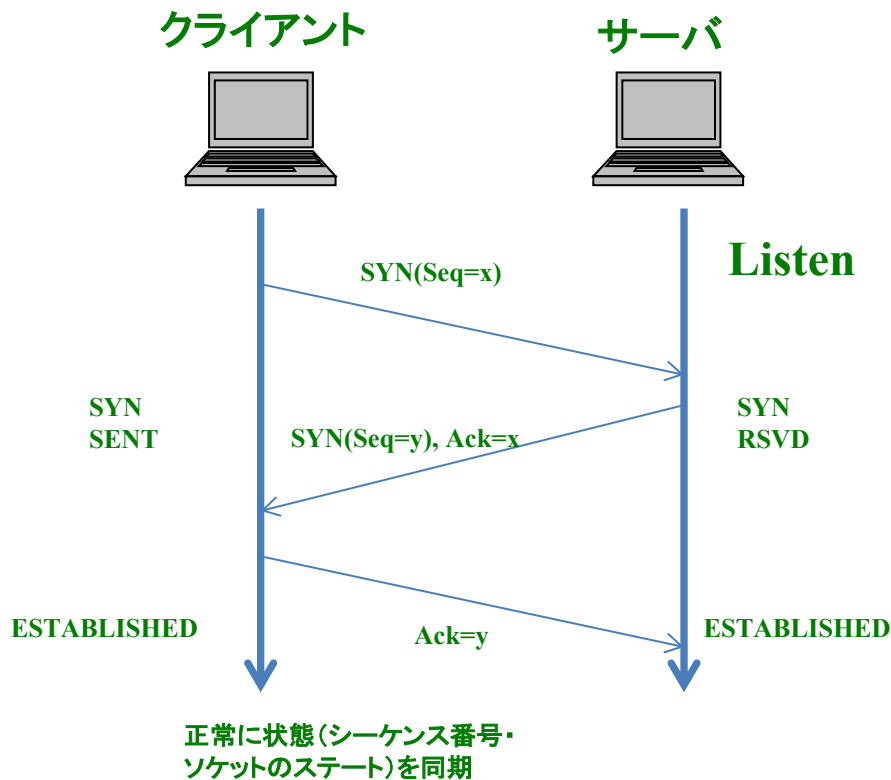 クライアント
サーバ
Listen
SYN(Seq=x)
SYN
SENT
SYN(Seq=y), Ack=x
SYN
RSVD
ESTABLISHED
Ack=y
ESTABLISHED
正常に状態(シーケンス番号・
ソケットのステート)を同期